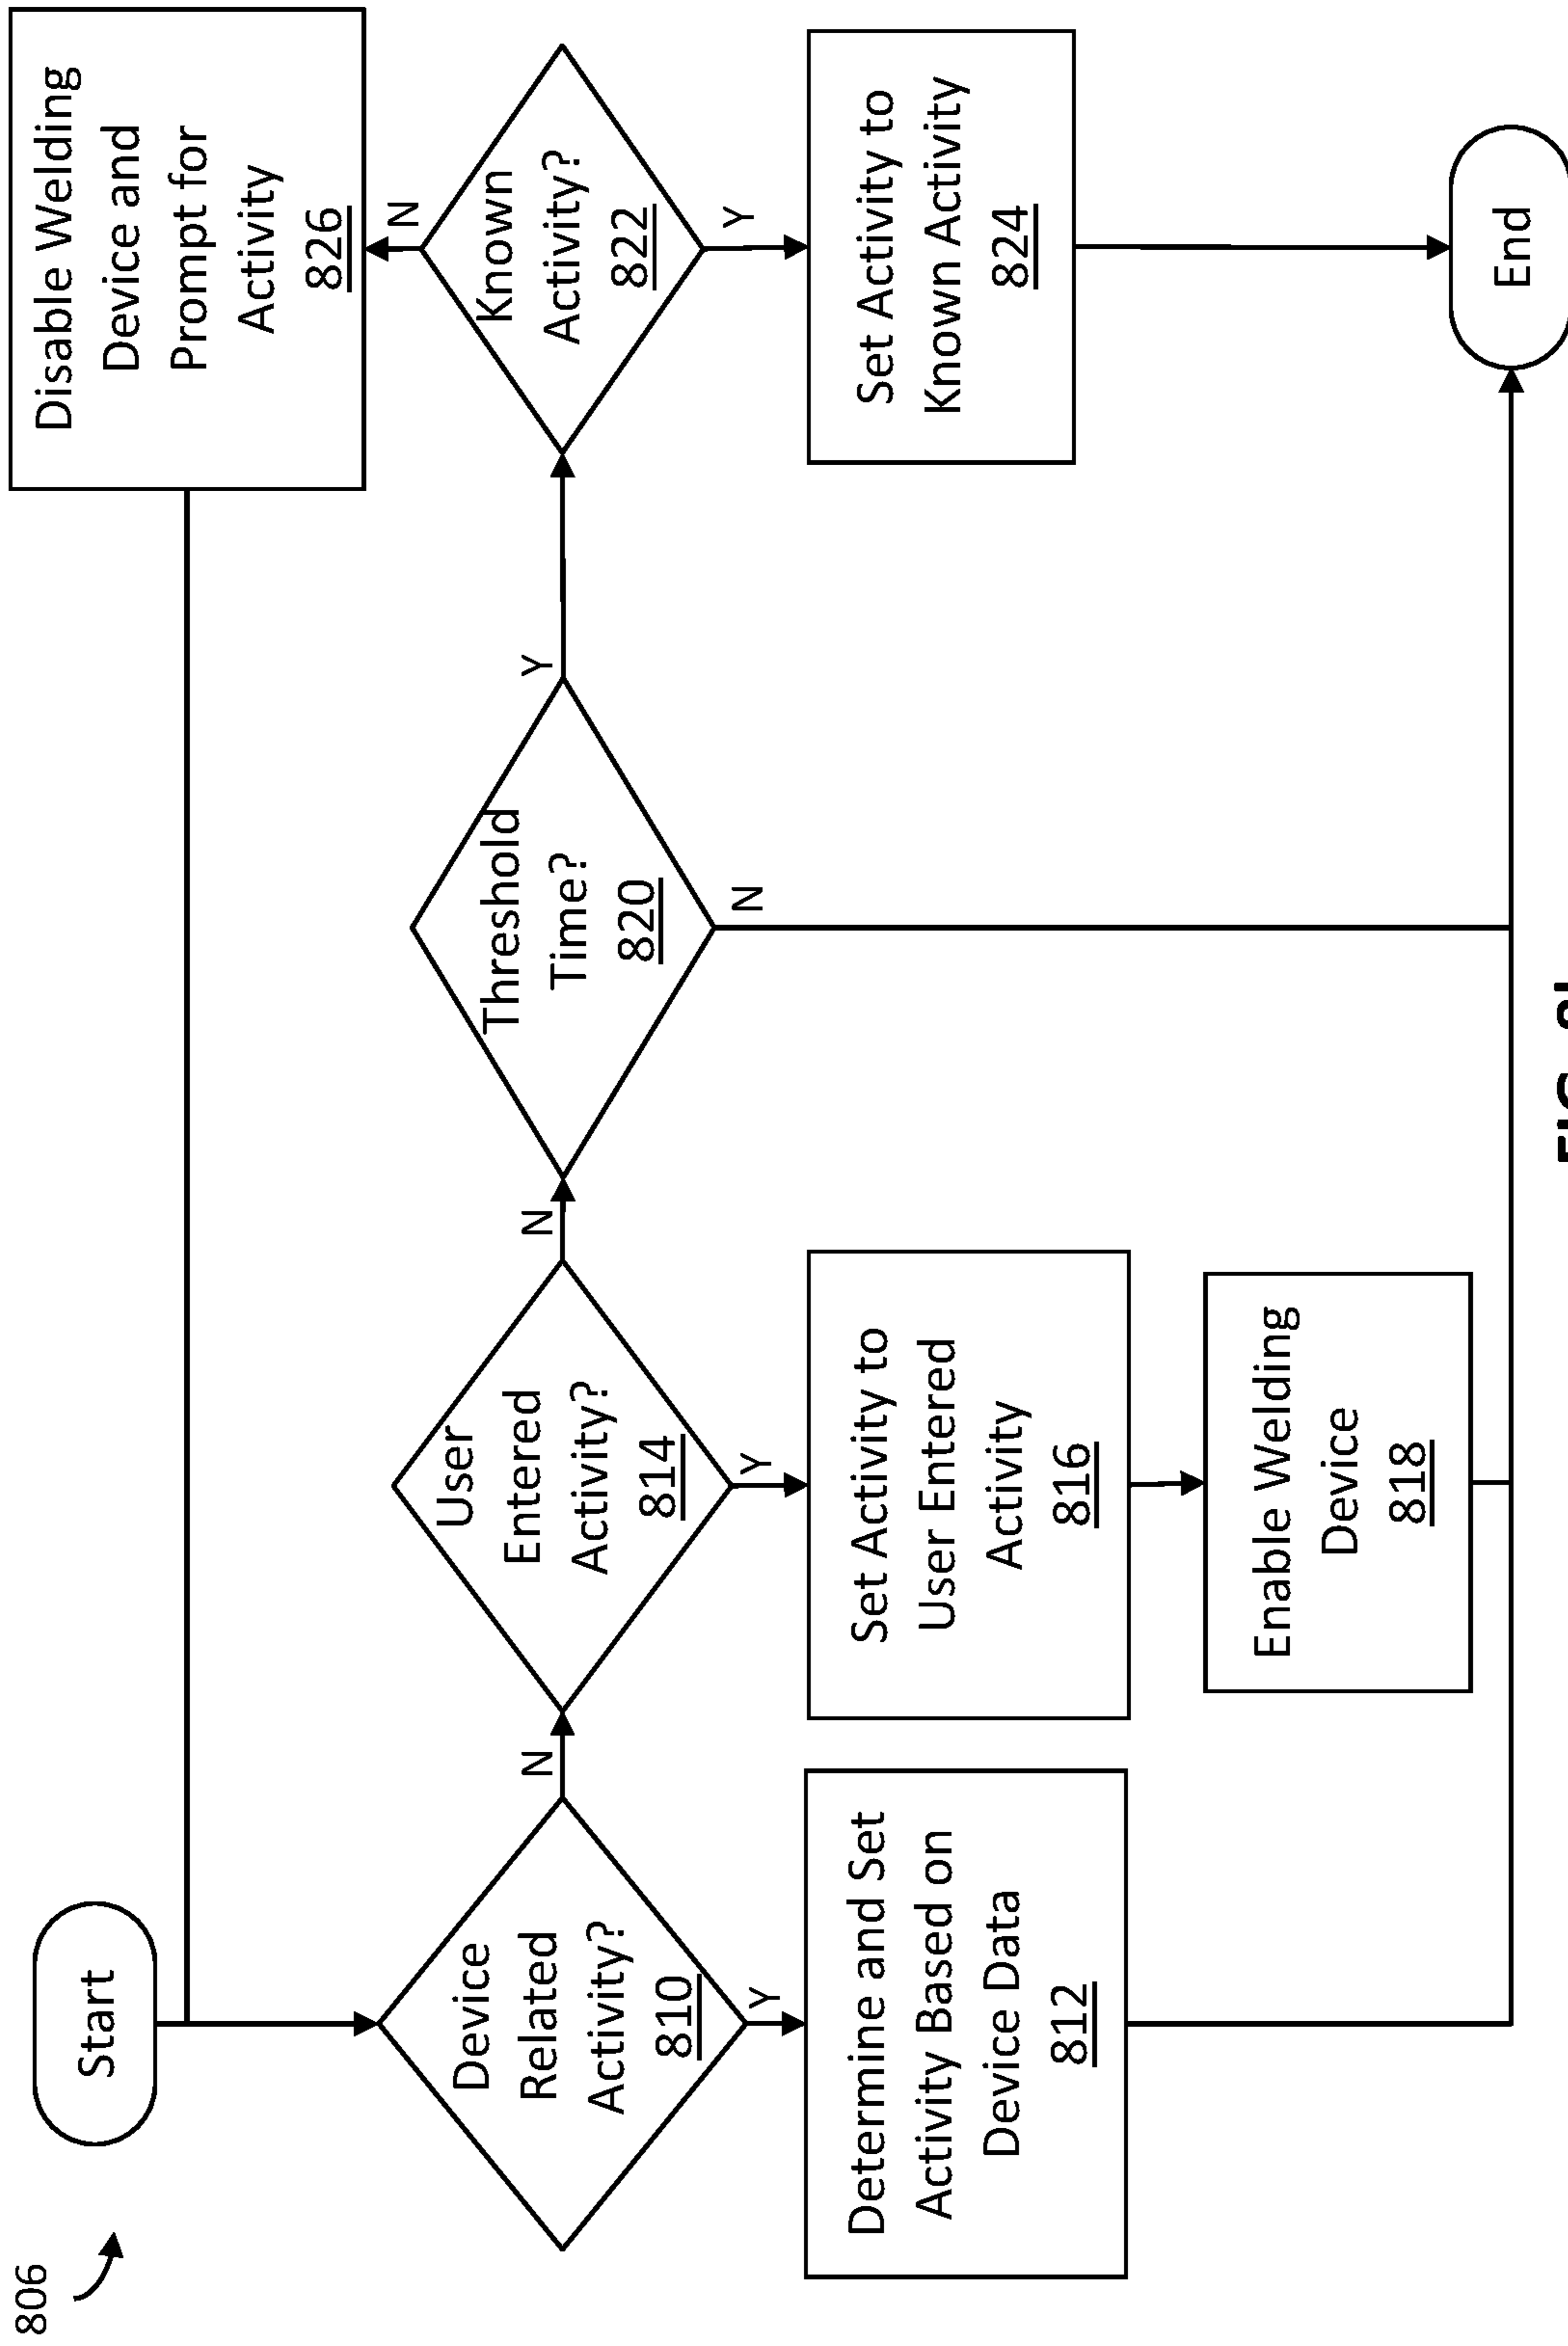 806
Start
Device
Related
Activity?
810
Y
N
Determine and Set
Activity Based on
Device Data
812
User
Entered
Activity?
814
Y
N
Set Activity to
User Entered
Activity
816
Enable Welding
Device
818
Threshold
Time?
820
Y
N
Known
Activity?
822
N
Y
Disable Welding
Device and
Prompt for
Activity
826
Set Activity to
Known Activity
824
End